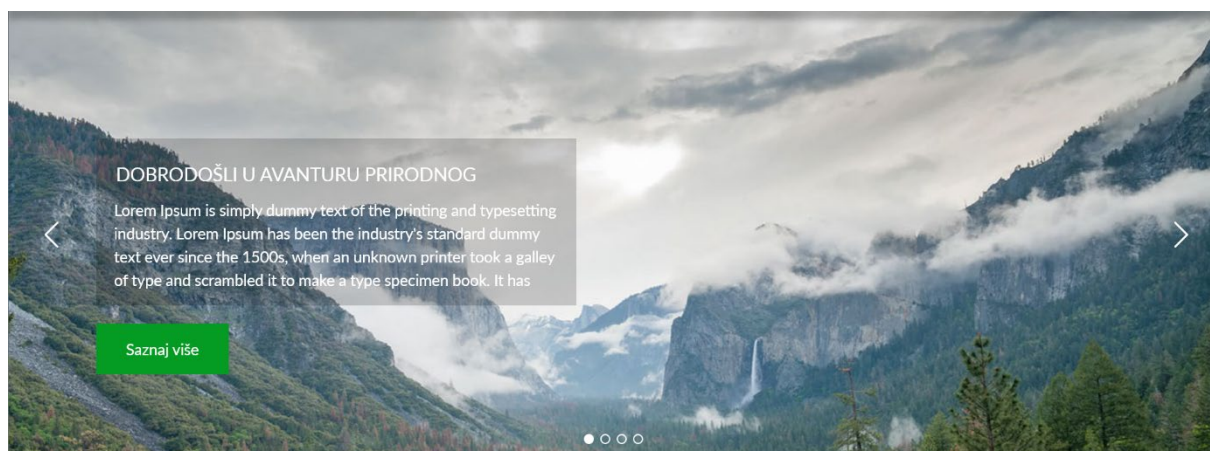 DOBRODOŠLI U AVANTURU PRIRODNOG
Lorem Ipsum is simply dummy text of the printing and typesetting
industry. Lorem Ipsum has been the industry's standard dummy
text ever since the 1500s, when an unknown printer took a galley
of type and scrambled it to make a type specimen book. It has
Saznaj više